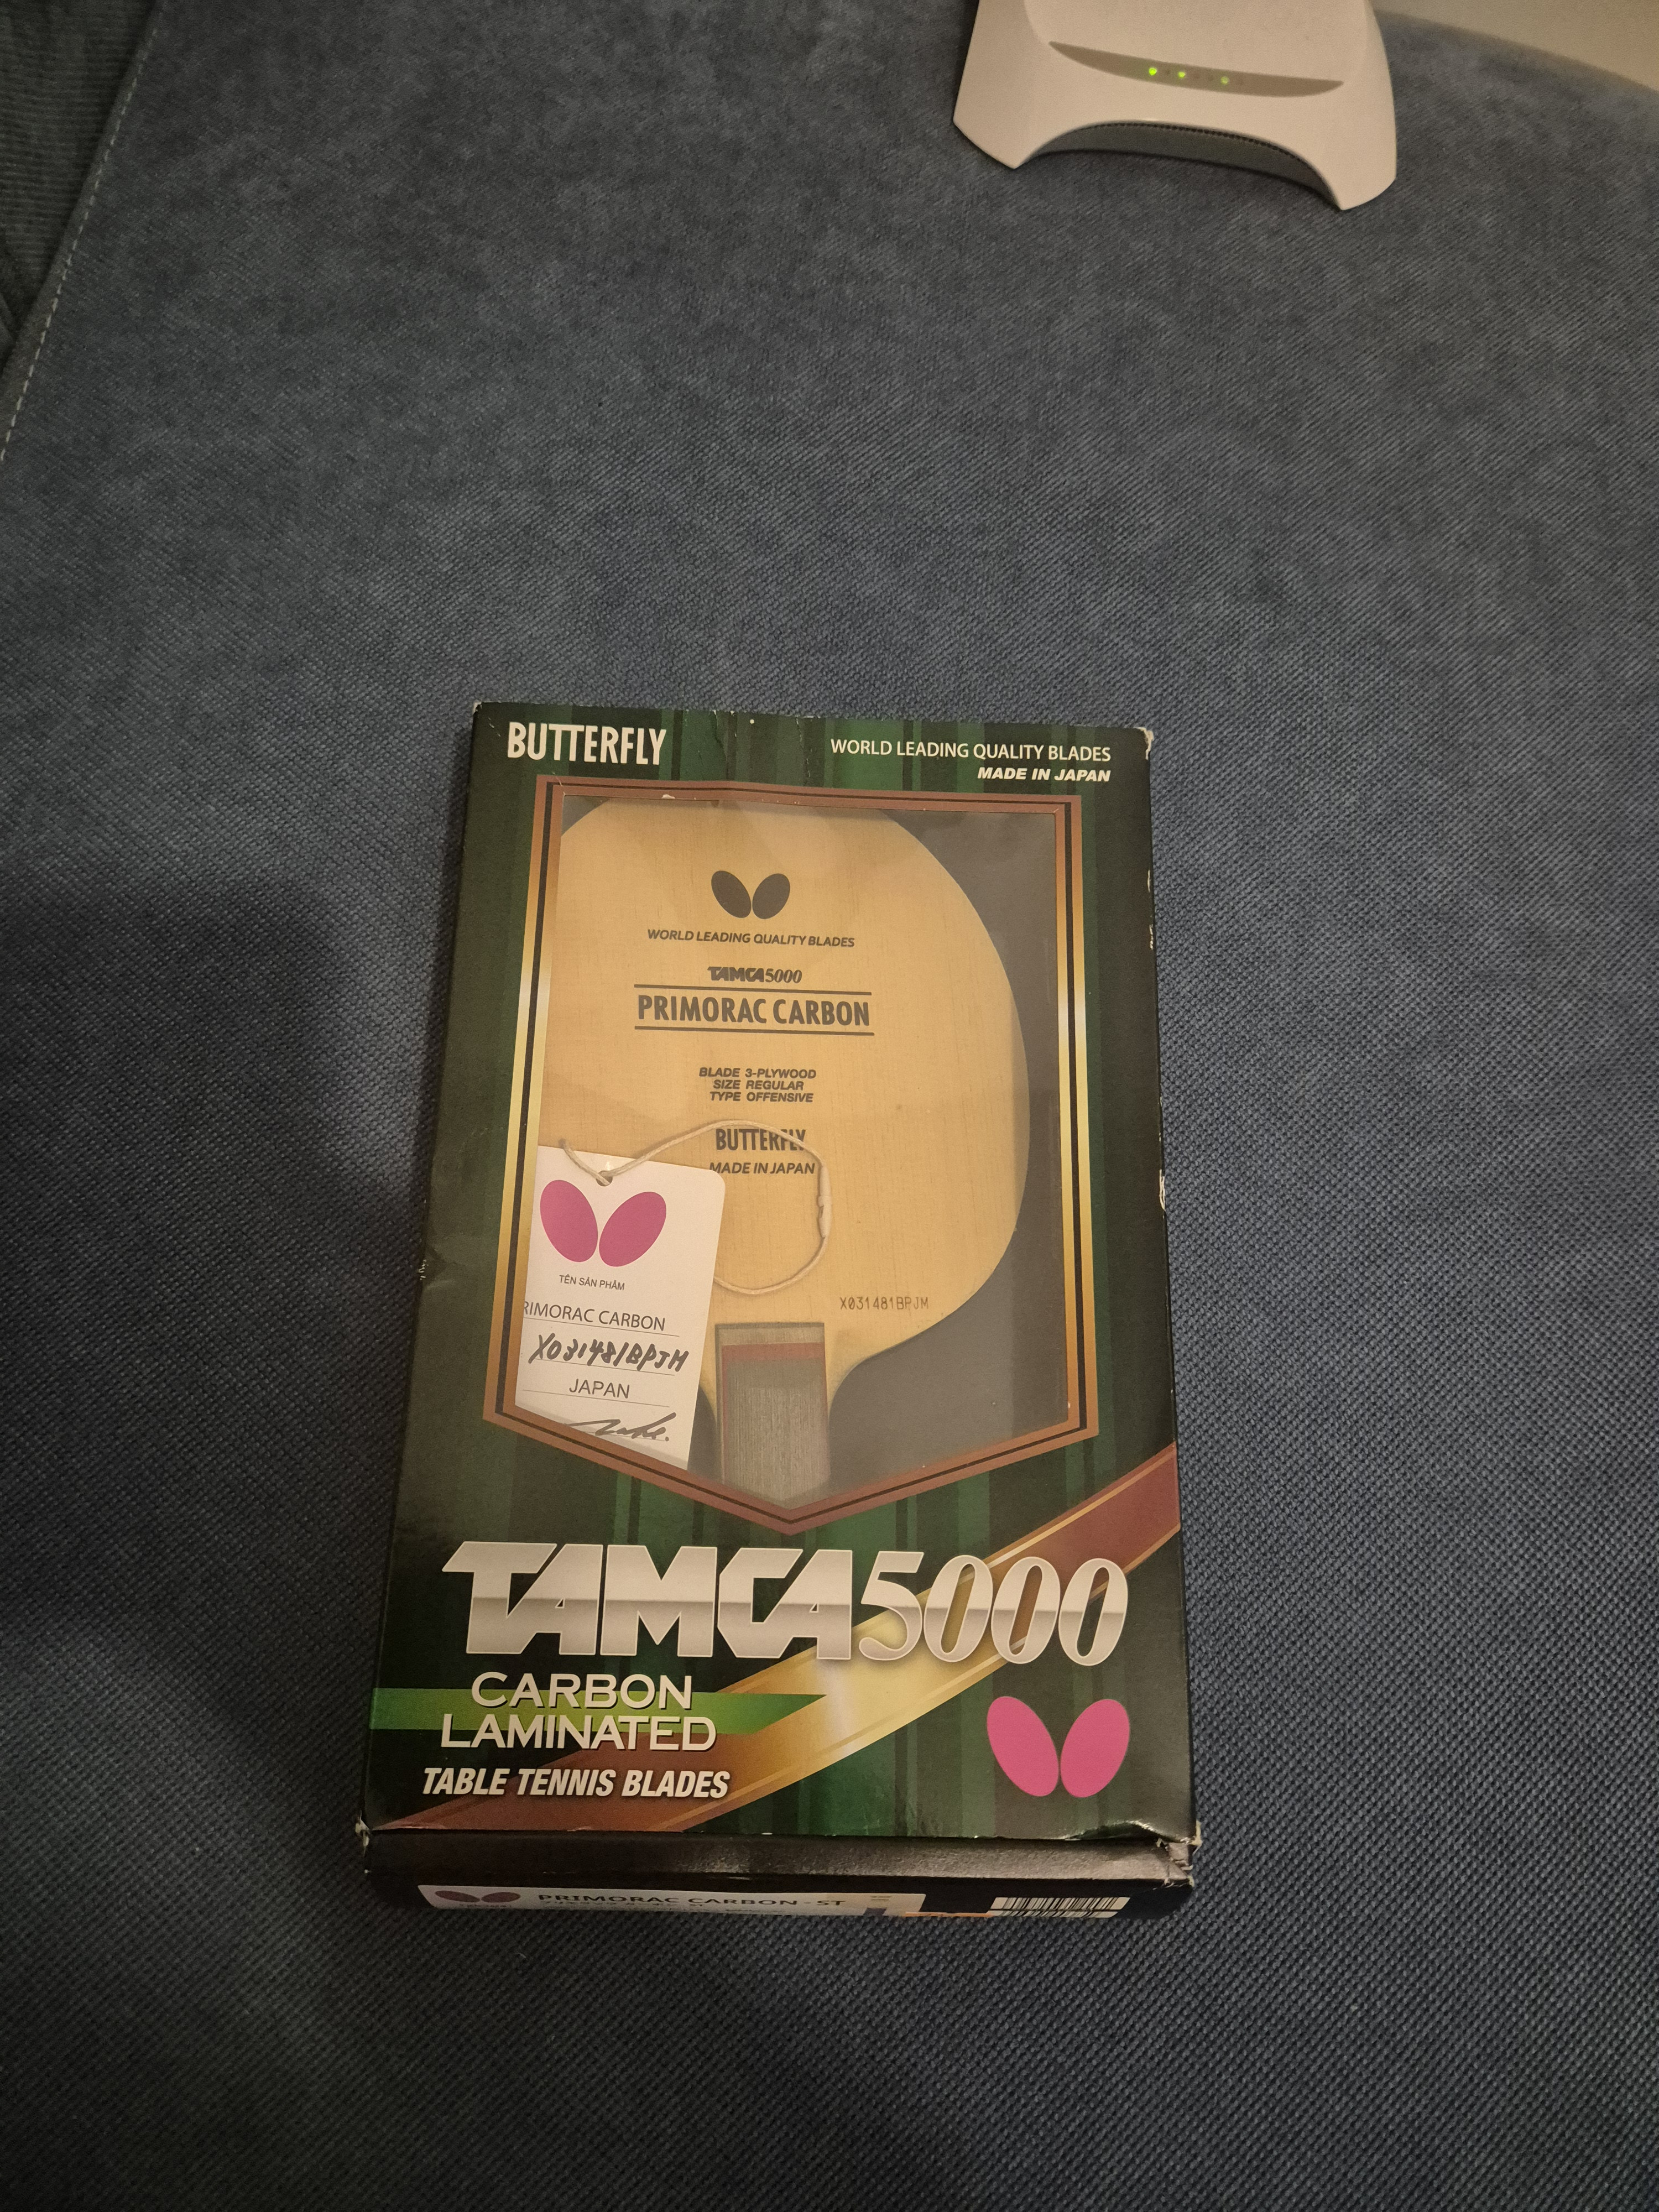 BUTTERFLY
WORLD LEADING QUALITY BLADES
MADE IN JAPAN
WORLD LEADING QUALITY BLADES
TAMCA5000
PRIMORAC CARBON
BLADE 3-PLYWOOD
SIZE REGULAR
TYPE OFFENSIVE
BUTTERFLY
MADE IN JAPAN
X031481BPJM
TÊN SẢN PHẨM
RIMORAC CARBON
X031481BPJM
JAPAN
TAMCA5000
CARBON
LAMINATED
TABLE TENNIS BLADES
PRIMORAC CARBON - ST